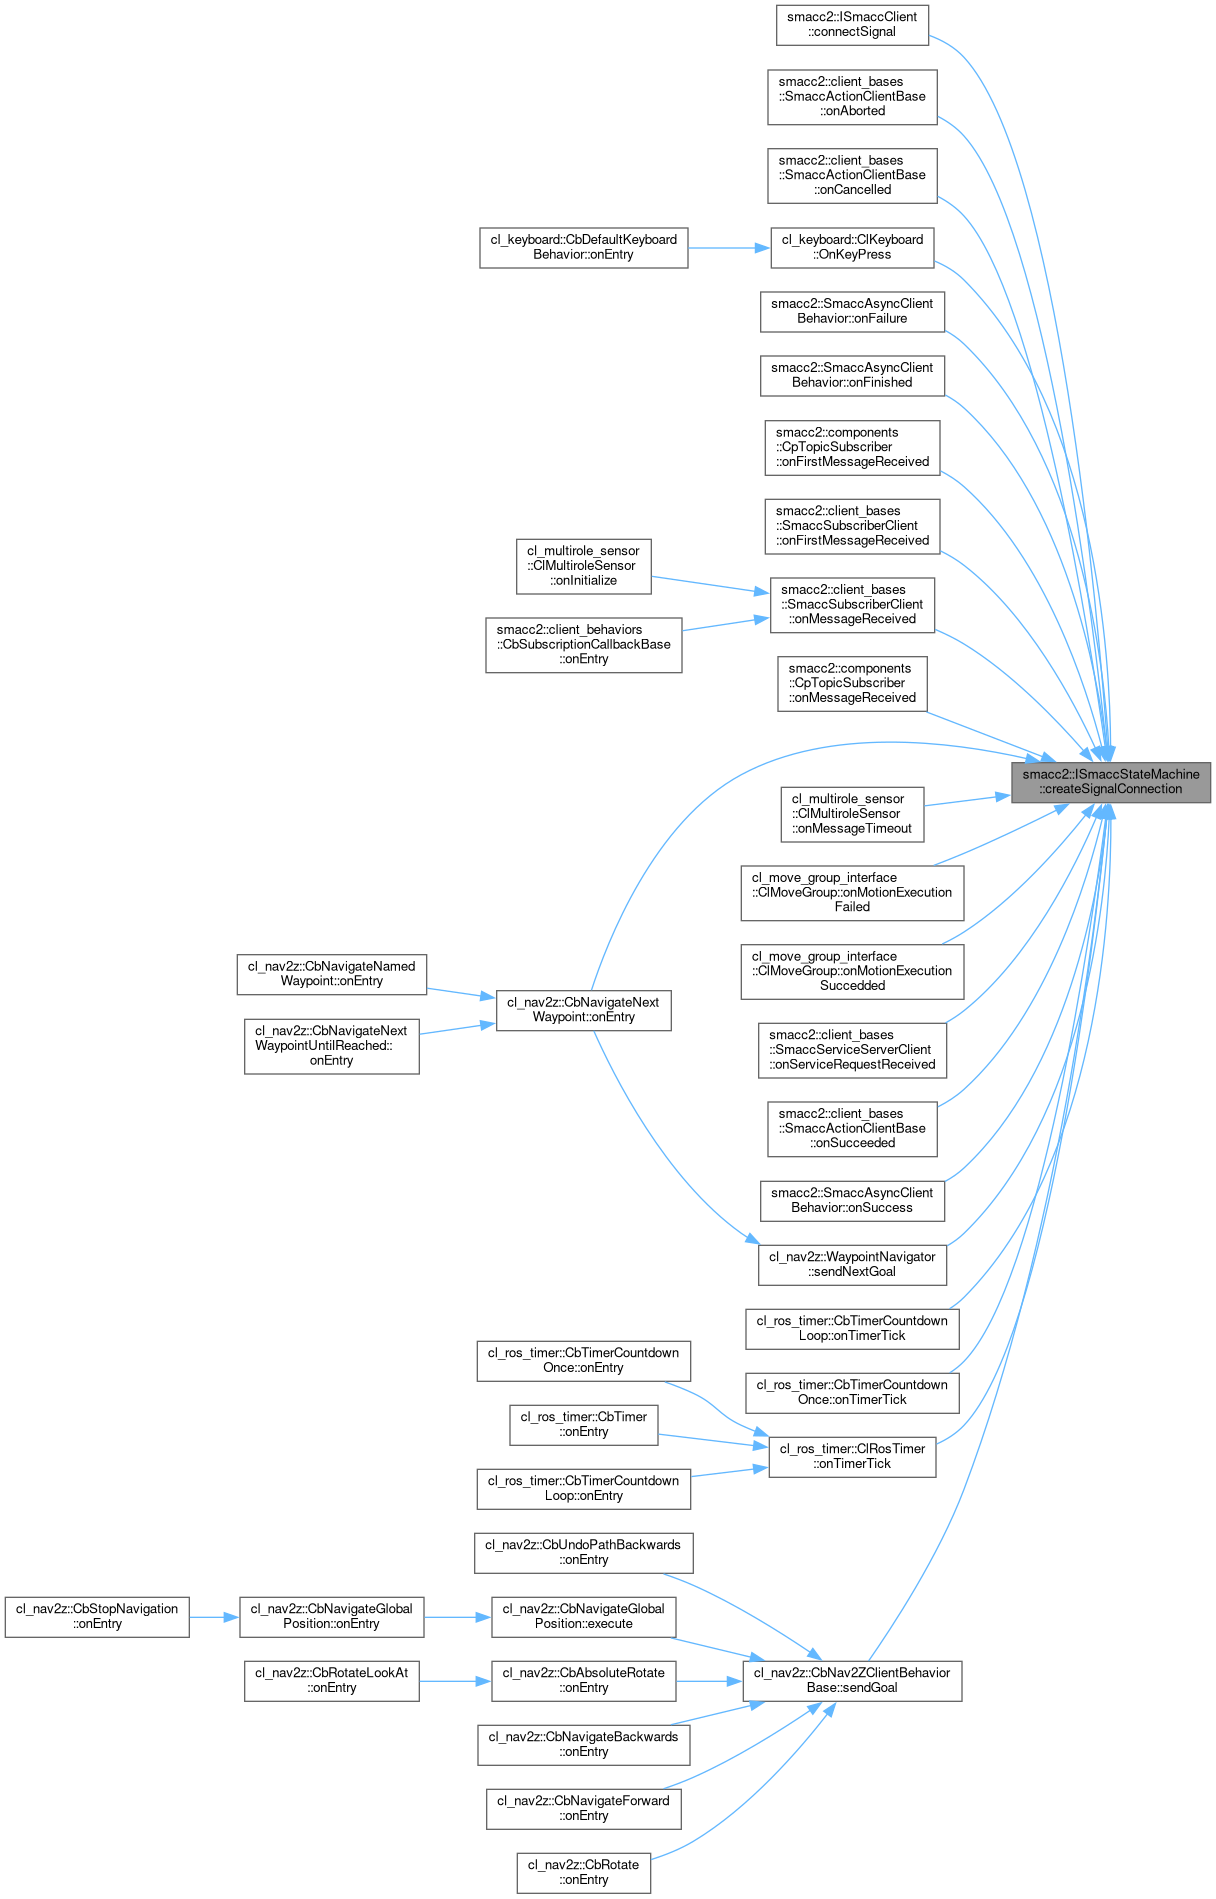 smacc2::ISmaccClient
::connectSignal
smacc2::client_bases
::SmaccActionClientBase
::onAborted
smacc2::client_bases
::SmaccActionClientBase
::onCancelled
cl_keyboard::CbDefaultKeyboard
Behavior::onEntry
cl_keyboard::ClKeyboard
::OnKeyPress
smacc2::SmaccAsyncClient
Behavior::onFailure
smacc2::SmaccAsyncClient
Behavior::onFinished
smacc2::components
::CpTopicSubscriber
::onFirstMessageReceived
smacc2::client_bases
::SmaccSubscriberClient
::onFirstMessageReceived
cl_multirole_sensor
::ClMultiroleSensor
::onInitialize
smacc2::client_behaviors
::CbSubscriptionCallbackBase
::onEntry
smacc2::client_bases
::SmaccSubscriberClient
::onMessageReceived
smacc2::components
::CpTopicSubscriber
::onMessageReceived
smacc2::ISmaccStateMachine
::createSignalConnection
cl_multirole_sensor
::ClMultiroleSensor
::onMessageTimeout
cl_move_group_interface
::ClMoveGroup::onMotionExecution
Failed
cl_move_group_interface
::ClMoveGroup::onMotionExecution
Succedded
cl_nav2z::CbNavigateNamed
Waypoint::onEntry
cl_nav2z::CbNavigateNext
WaypointUntilReached::
onEntry
cl_nav2z::CbNavigateNext
Waypoint::onEntry
smacc2::client_bases
::SmaccServiceServerClient
::onServiceRequestReceived
smacc2::client_bases
::SmaccActionClientBase
::onSucceeded
smacc2::SmaccAsyncClient
Behavior::onSuccess
cl_nav2z::WaypointNavigator
::sendNextGoal
cl_ros_timer::CbTimerCountdown
Loop::onTimerTick
cl_ros_timer::CbTimerCountdown
Once::onTimerTick
cl_ros_timer::CbTimerCountdown
Once::onEntry
cl_ros_timer::CbTimer
::onEntry
cl_ros_timer::CbTimerCountdown
Loop::onEntry
cl_ros_timer::ClRosTimer
::onTimerTick
cl_nav2z::CbUndoPathBackwards
::onEntry
cl_nav2z::CbStopNavigation
::onEntry
cl_nav2z::CbNavigateGlobal
Position::onEntry
cl_nav2z::CbNavigateGlobal
Position::execute
cl_nav2z::CbRotateLookAt
::onEntry
cl_nav2z::CbAbsoluteRotate
::onEntry
cl_nav2z::CbNav2ZClientBehavior
Base::sendGoal
cl_nav2z::CbNavigateBackwards
::onEntry
cl_nav2z::CbNavigateForward
::onEntry
cl_nav2z::CbRotate
::onEntry